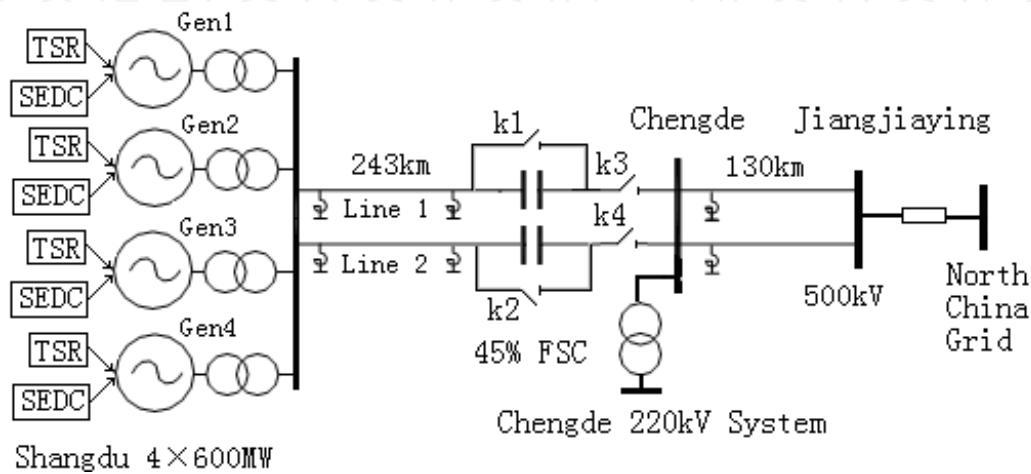 Gen1
TSR
SEDC
Gen2
TSR
SEDC
Gen3
TSR
SEDC
Gen4
TSR
SEDC
Shangdu 4×600MW
243km
Line 1
Line 2
k1
k3
k4
k2
45% FSC
Chengde
Jiangjiaying
130km
500kV
North
China
Grid
Chengde 220kV System